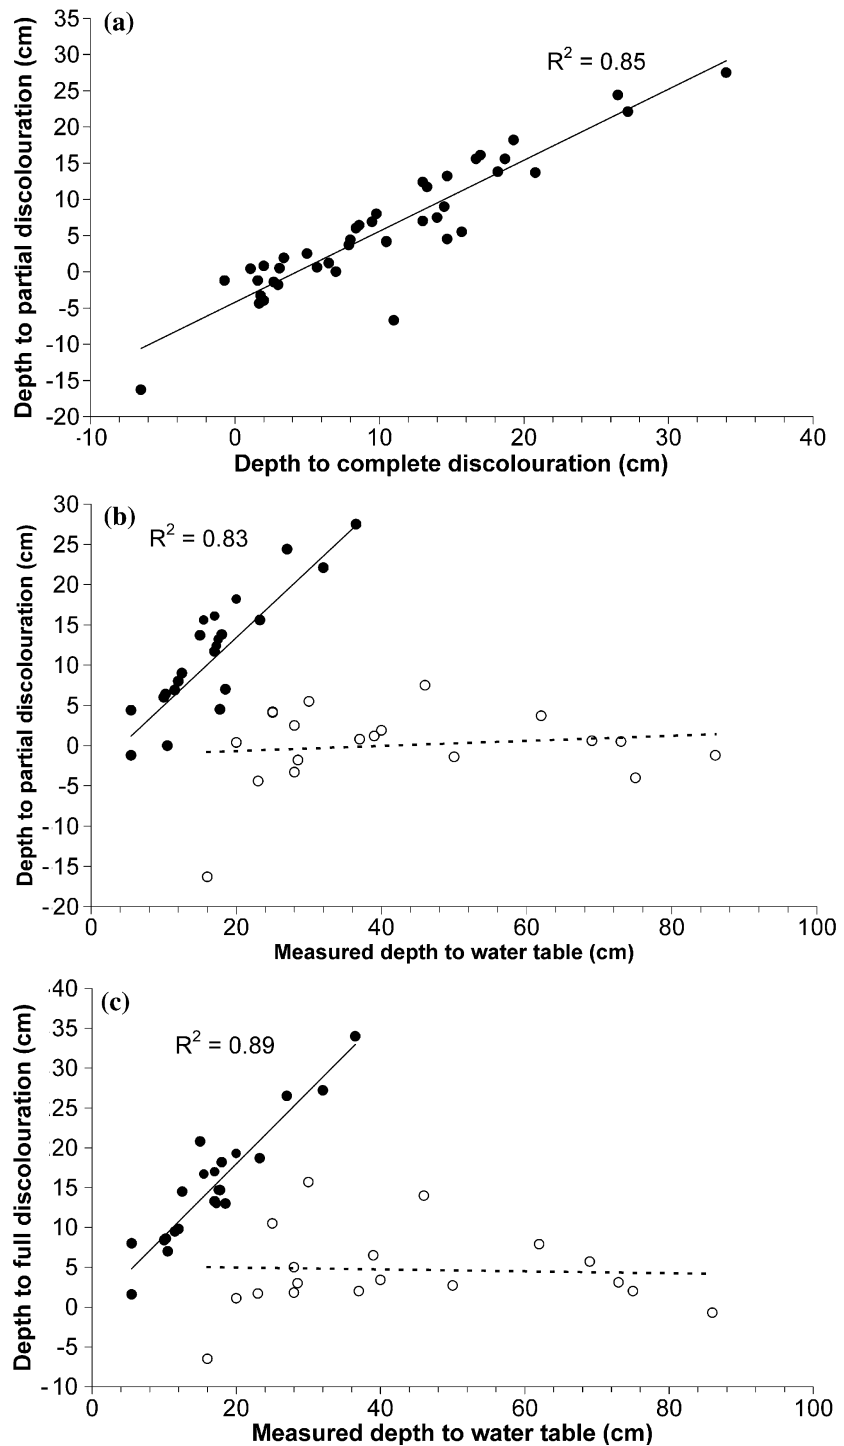 (a)
R² = 0.85
35
30
25
20
15
10
5
0
-5
-10
-15
-20
Depth to partial discolouration (cm)
-10 0 10 20 30 40
Depth to complete discolouration (cm)
(b)
R² = 0.83
30
25
20
15
10
5
0
-5
-10
-15
-20
Depth to partial discolouration (cm)
0 20 40 60 80 100
Measured depth to water table (cm)
(c)
R² = 0.89
40
35
30
25
20
15
10
5
0
-5
-10
Depth to full discolouration (cm)
0 20 40 60 80 100
Measured depth to water table (cm)